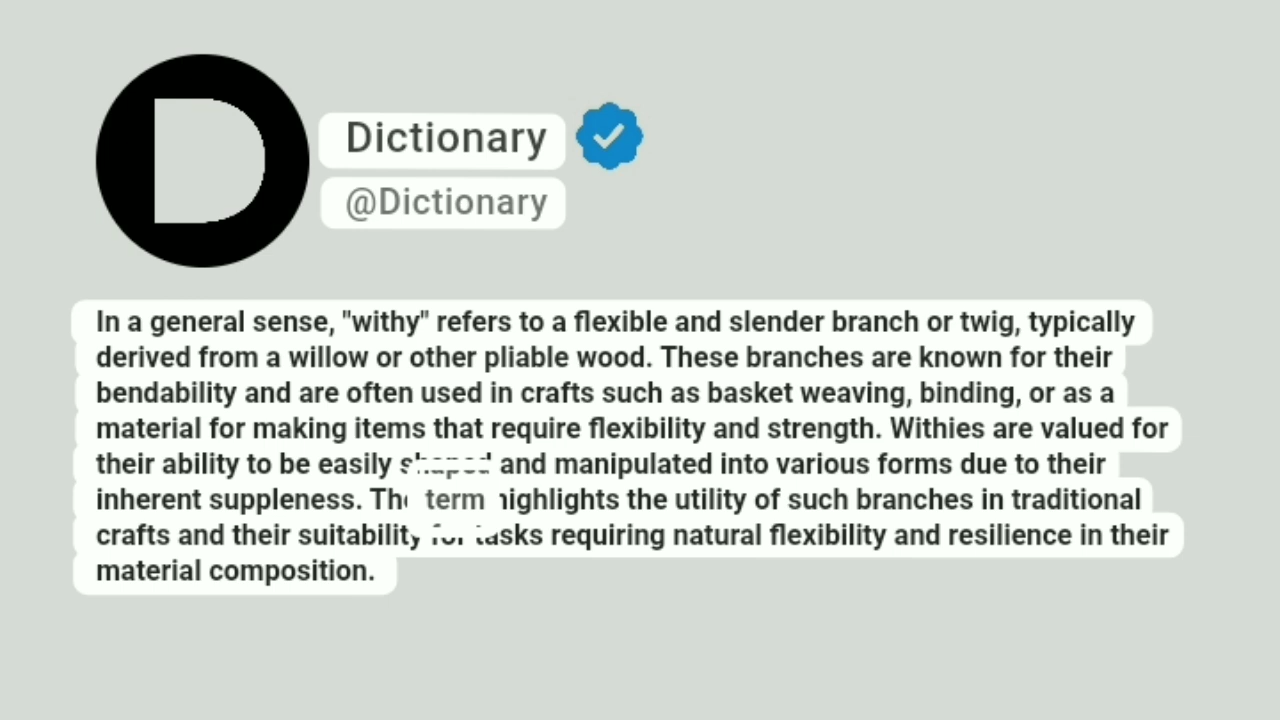 D
Dictionary
@Dictionary
In a general sense, "withy" refers to a flexible and slender branch or twig, typically
derived from a willow or other pliable wood. These branches are known for their
bendability and are often used in crafts such as basket weaving, binding, or as a
material for making items that require flexibility and strength. Withies are valued for
their ability to be easily shaped and manipulated into various forms due to their
inherent suppleness. The term highlights the utility of such branches in traditional
crafts and their suitability for tasks requiring natural flexibility and resilience in their
material composition.